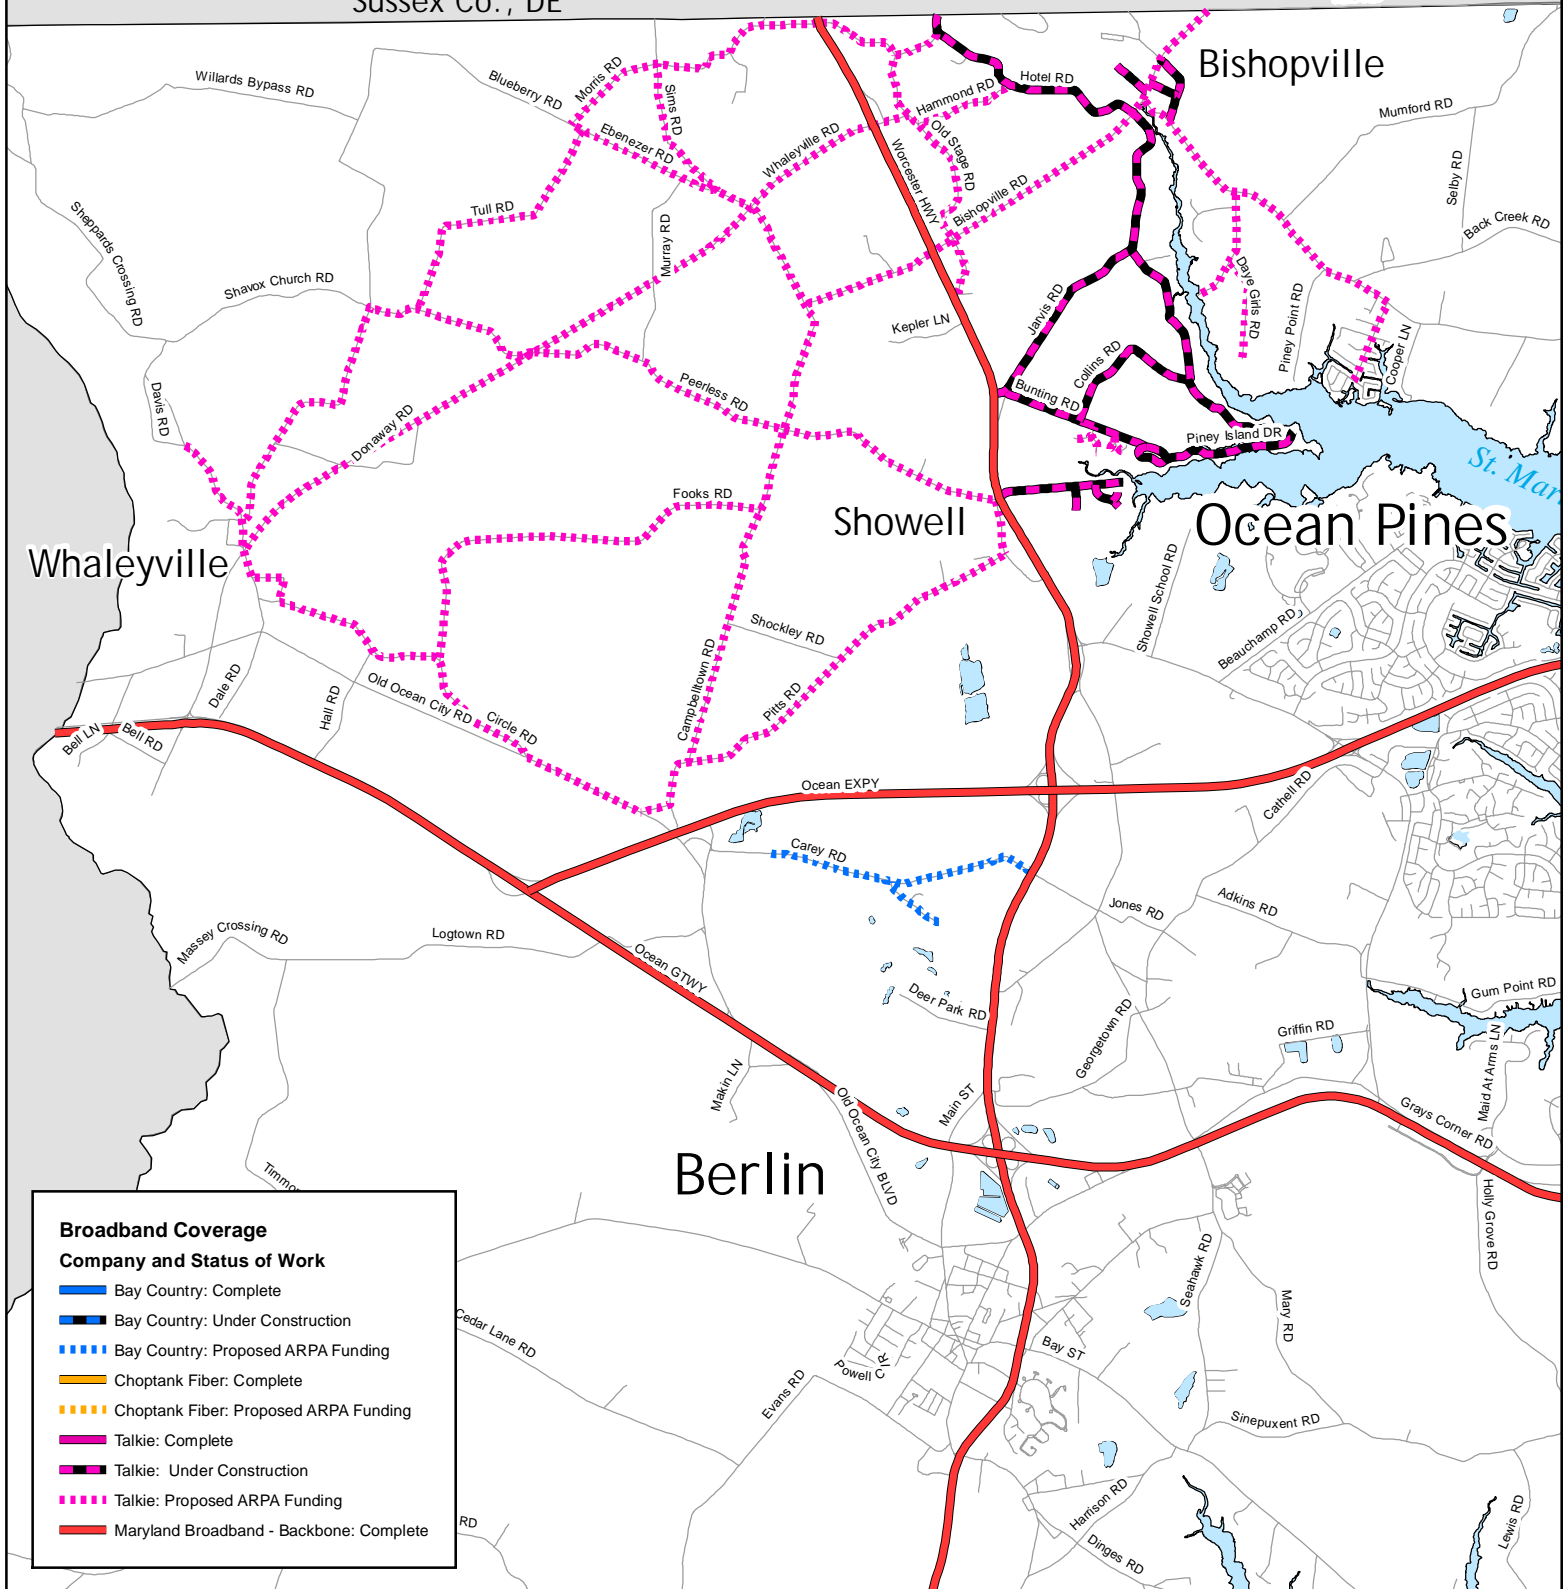 Sussex Co., DE
Bishopville
Willards Bypass RD
Blueberry RD
Morris RD
Sims RD
Hotel RD
Hammond RD
Mumford RD
Ebenezer RD
Whaleyville RD
Old Stage RD
Worcester HWY
Selby RD
Tull RD
Bishopville RD
Back Creek RD
Sheppards Crossing RD
Murray RD
Shavox Church RD
Daye Girls RD
Piney Point RD
Jarvis RD
Kepler LN
Collins RD
Cooper LN
Davis RD
Peerless RD
Bunting RD
Donaway RD
Piney Island DR
St. Mar
Fooks RD
Showell
Ocean Pines
Whaleyville
Showell School RD
Beauchamp RD
Shockley RD
Campbelltown RD
Dale RD
Hall RD
Old Ocean City RD
Circle RD
Pitts RD
Bell LN
Bell RD
Ocean EXPY
Cathell RD
Carey RD
Jones RD
Adkins RD
Massey Crossing RD
Logtown RD
Ocean GTWY
Deer Park RD
Gum Point RD
Georgetown RD
Griffin RD
Maid At Arms LN
Makin LN
Old Ocean City BLVD
Main ST
Grays Corner RD
Berlin
Timmo
Holly Grove RD
Seahawk RD
Mary RD
Cedar Lane RD
Bay ST
Powell CIR
Evans RD
Sinepuxent RD
Harrison RD
Dinges RD
Lewis RD
RD
Broadband Coverage
Company and Status of Work
Bay Country: Complete
Bay Country: Under Construction
Bay Country: Proposed ARPA Funding
Choptank Fiber: Complete
Choptank Fiber: Proposed ARPA Funding
Talkie: Complete
Talkie: Under Construction
Talkie: Proposed ARPA Funding
Maryland Broadband - Backbone: Complete